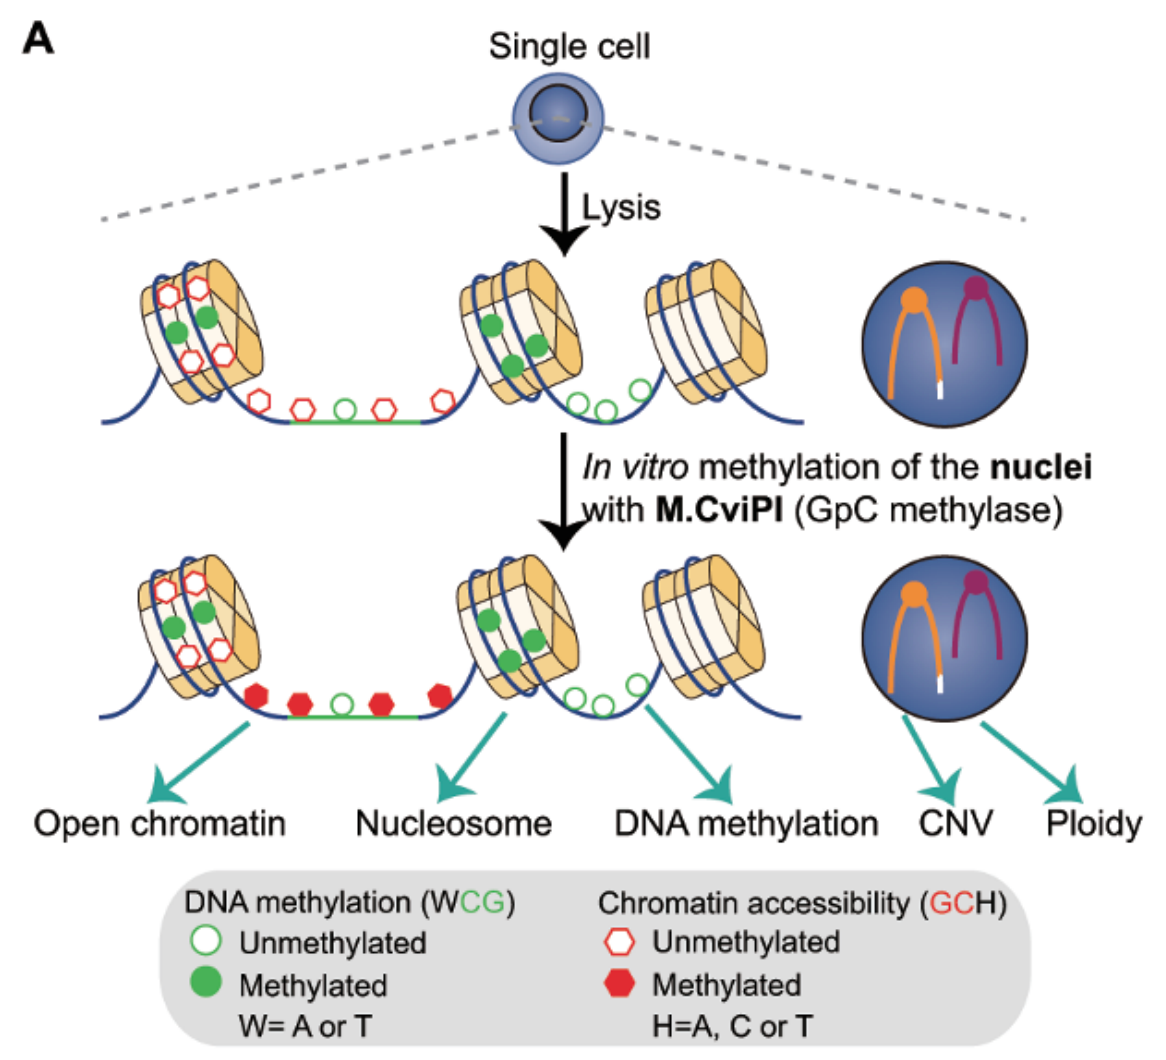 A
Single cell
Lysis
In vitro methylation of the nuclei
with M.CviPI (GpC methylase)
Open chromatin
Nucleosome
DNA methylation
CNV
Ploidy
DNA methylation (WCG)
Unmethylated
Methylated
W= A or T
Chromatin accessibility (GCH)
Unmethylated
Methylated
H=A, C or T